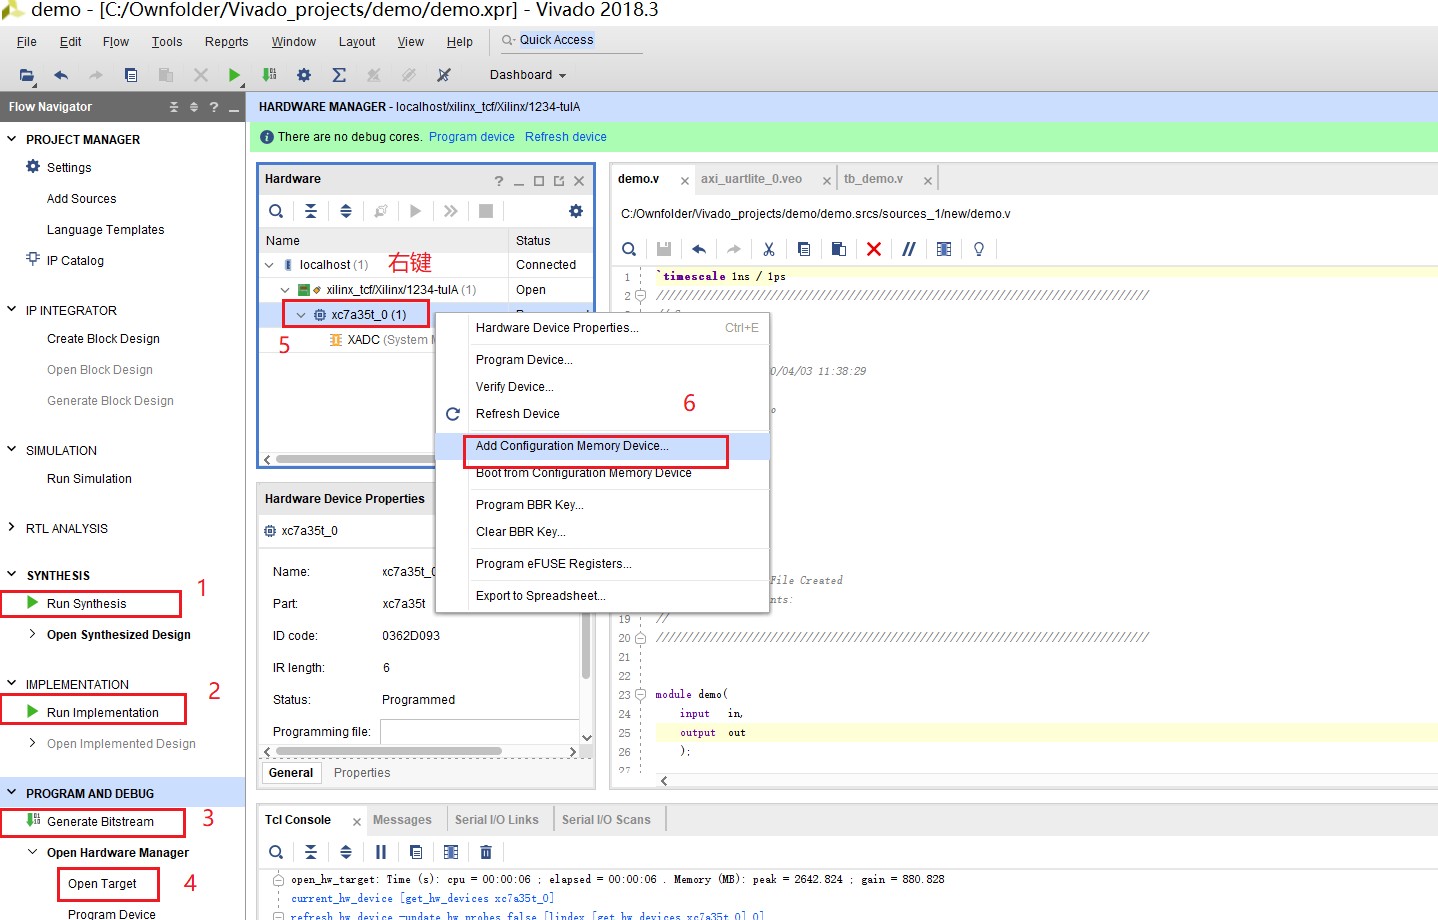 demo - [C:/Ownfolder/Vivado_projects/demo/demo.xpr] - Vivado 2018.3
File Edit Flow Tools Reports Window Layout View Help Quick Access
Dashboard
Flow Navigator
PROJECT MANAGER
Settings
Add Sources
Language Templates
IP Catalog
IP INTEGRATOR
Create Block Design
Open Block Design
Generate Block Design
SIMULATION
Run Simulation
RTL ANALYSIS
SYNTHESIS
1
Run Synthesis
Open Synthesized Design
IMPLEMENTATION
2
Run Implementation
Open Implemented Design
PROGRAM AND DEBUG
3
Generate Bitstream
Open Hardware Manager
Open Target
4
Program Device
HARDWARE MANAGER - localhost/xilinx_tcf/Xilinx/1234-tulA
There are no debug cores. Program device Refresh device
Hardware
Name Status
localhost (1) 右键 Connected
xilinx_tcf/Xilinx/1234-tulA (1) Open
xc7a35t_0 (1)
5
XADC (System M
Hardware Device Properties... Ctrl+E
Program Device...
Verify Device...
6
Refresh Device
Add Configuration Memory Device...
Boot from Configuration Memory Device
Program BBR Key...
Clear BBR Key...
Program eFUSE Registers...
Export to Spreadsheet...
Hardware Device Properties
xc7a35t_0
Name: xc7a35t_0
Part: xc7a35t
ID code: 0362D093
IR length: 6
Status: Programmed
Programming file:
General Properties
demo.v axi_uartlite_0.veo tb_demo.v
C:/Ownfolder/Vivado_projects/demo/demo.srcs/sources_1/new/demo.v
1 `timescale 1ns / 1ps
2 //////////////////////////////////////////////////////////////////////////////////
0/04/03 11:38:29
File Created
nts:
19 //
20 //////////////////////////////////////////////////////////////////////////////////
21
22
23 module demo(
24 input in,
25 output out
26 );
27
Tcl Console Messages Serial I/O Links Serial I/O Scans
open_hw_target: Time (s): cpu = 00:00:06 ; elapsed = 00:00:06 . Memory (MB): peak = 2642.824 ; gain = 880.828
current_hw_device [get_hw_devices xc7a35t_0]
refresh_hw_device -update_hw_probes false [lindex [get_hw_devices xc7a35t_0] 0]